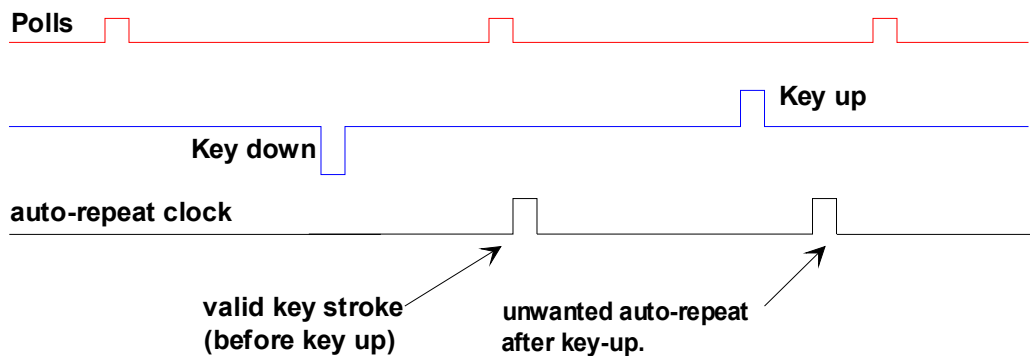 Polls
Key up
Key down
auto-repeat clock
valid key stroke
(before key up)
unwanted auto-repeat
after key-up.